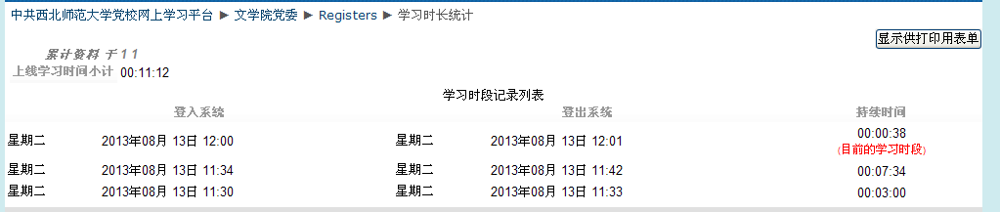 中共西北师范大学党校网上学习平台 ► 文学院党委 ► Registers ► 学习时长统计
显示供打印用表单
累计资料 于 1 1
上线学习时间小计 00:11:12
学习时段记录列表
登入系统 登出系统 持续时间
星期二 2013年08月 13日 12:00 星期二 2013年08月 13日 12:01 00:00:38
(目前的学习时段)
星期二 2013年08月 13日 11:34 星期二 2013年08月 13日 11:42 00:07:34
星期二 2013年08月 13日 11:30 星期二 2013年08月 13日 11:33 00:03:00